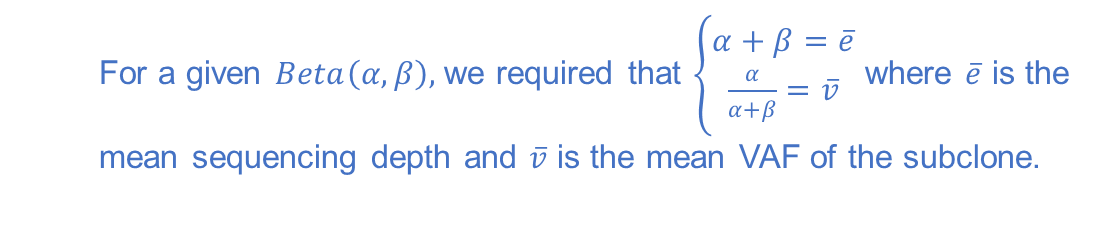 For a given Beta(α, β), we required that { α + β = ē
α/(α+β) = v̄ where ē is the
mean sequencing depth and v̄ is the mean VAF of the subclone.